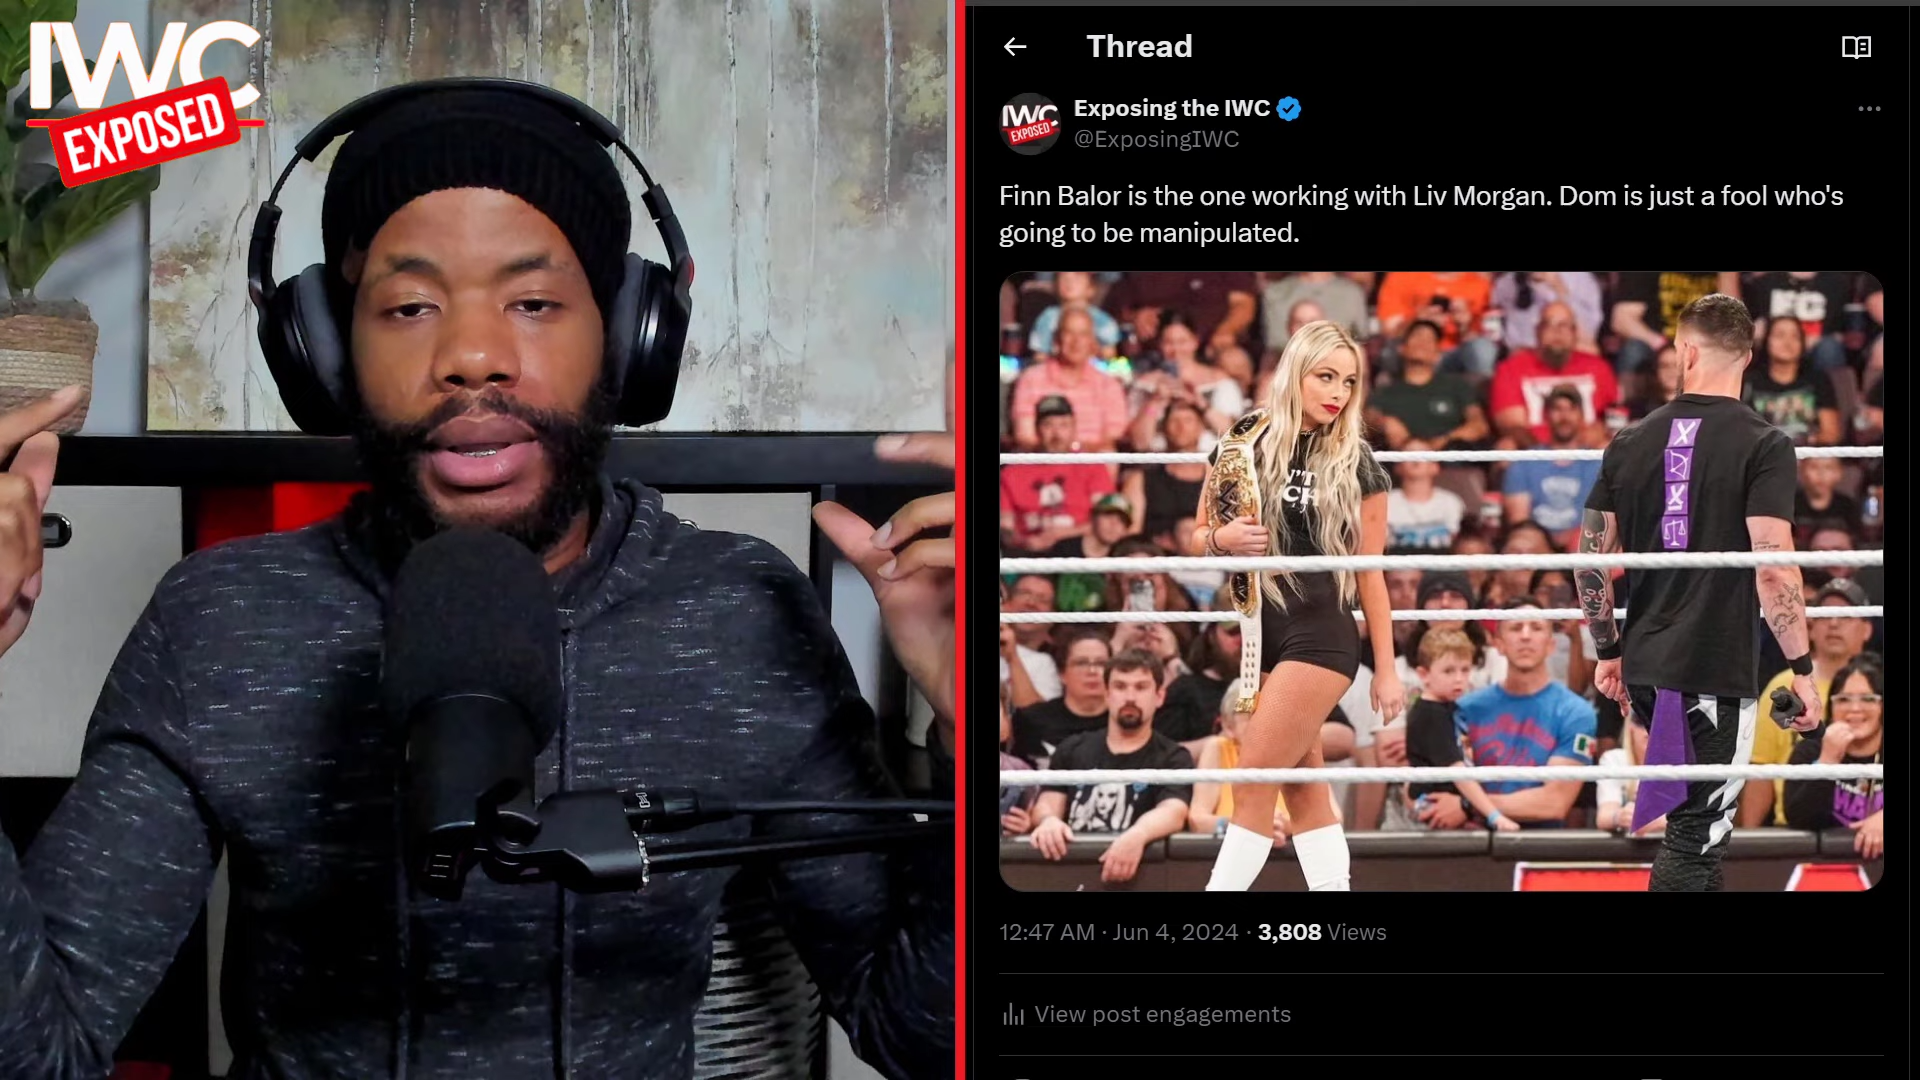 IWC
EXPOSED
Thread
IWC
EXPOSED
Exposing the IWC
@ExposingIWC
Finn Balor is the one working with Liv Morgan. Dom is just a fool who's
going to be manipulated.
12:47 AM · Jun 4, 2024 · 3,808 Views
View post engagements